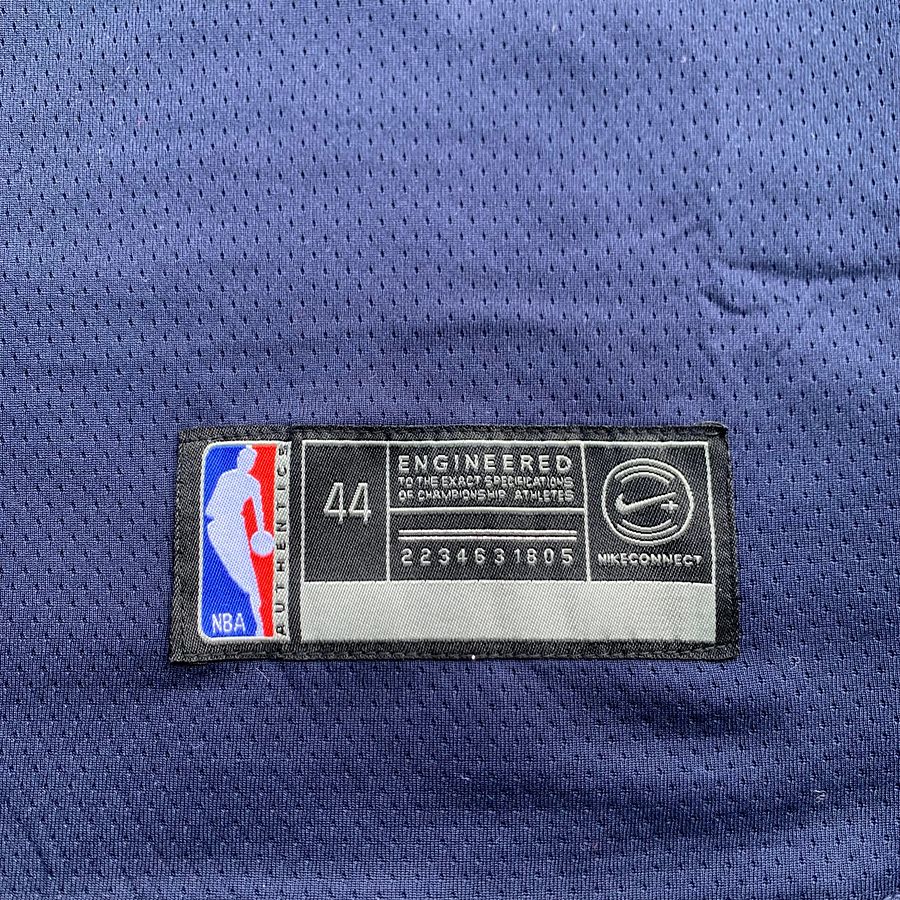 NBA
AUTHENTICS
44
ENGINEERED
TO THE EXACT SPECIFICATIONS
OF CHAMPIONSHIP ATHLETES
2234631805
NIKECONNECT